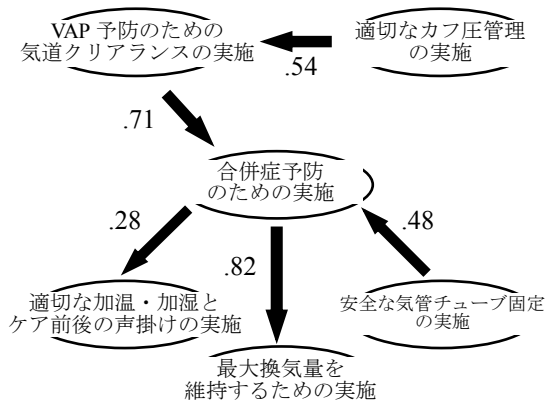 VAP 予防のための
気道クリアランスの実施
適切なカフ圧管理
の実施
.54
.71
合併症予防
のための実施
.28
.82
.48
適切な加温・加湿と
ケア前後の声掛けの実施
安全な気管チューブ固定
の実施
最大換気量を
維持するための実施